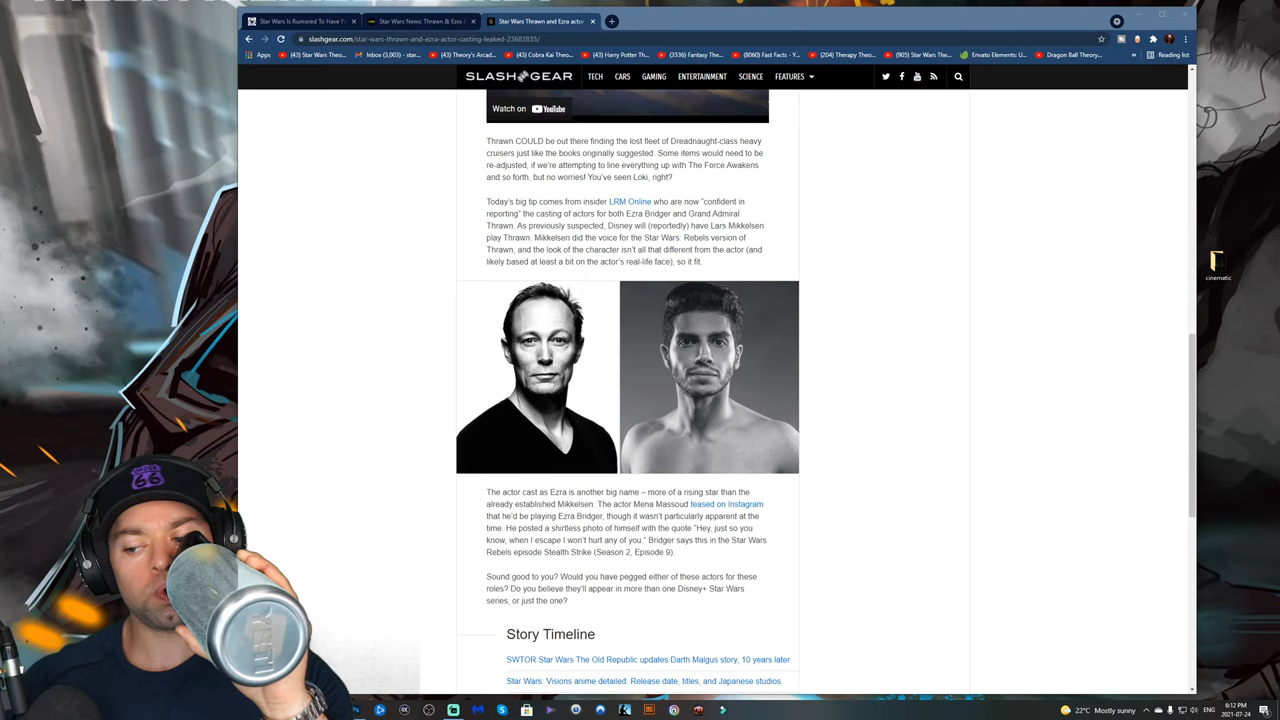 Star Wars Is Rumored To Have F
Star Wars News: Thrawn & Ezra
Star Wars Thrawn and Ezra actor
slashgear.com/star-wars-thrawn-and-ezra-actor-casting-leaked-23683835/
Apps
(43) Star Wars Theo...
Inbox (3,003) - star...
(43) Theory's Arcad...
(43) Cobra Kai Theo...
(43) Harry Potter Th...
(3536) Fantasy The...
(8060) Fast Facts - Y...
(204) Therapy Theo...
(905) Star Wars The...
Envato Elements: U...
Dragon Ball Theory...
»
Reading list
SLASHGEAR
TECH
CARS
GAMING
ENTERTAINMENT
SCIENCE
FEATURES
Watch on YouTube
Thrawn COULD be out there finding the lost fleet of Dreadnaught-class heavy
cruisers just like the books originally suggested. Some items would need to be
re-adjusted, if we're attempting to line everything up with The Force Awakens
and so forth, but no worries! You've seen Loki, right?
Today's big tip comes from insider LRM Online who are now "confident in
reporting" the casting of actors for both Ezra Bridger and Grand Admiral
Thrawn. As previously suspected, Disney will (reportedly) have Lars Mikkelsen
play Thrawn. Mikkelsen did the voice for the Star Wars: Rebels version of
Thrawn, and the look of the character isn't all that different from the actor (and
likely based at least a bit on the actor's real-life face), so it fit.
cinematic
The actor cast as Ezra is another big name – more of a rising star than the
already established Mikkelsen. The actor Mena Massoud teased on Instagram
that he'd be playing Ezra Bridger, though it wasn't particularly apparent at the
time. He posted a shirtless photo of himself with the quote "Hey, just so you
know, when I escape I won't hurt any of you." Bridger says this in the Star Wars
Rebels episode Stealth Strike (Season 2, Episode 9).
Sound good to you? Would you have pegged either of these actors for these
roles? Do you believe they'll appear in more than one Disney+ Star Wars
series, or just the one?
Story Timeline
SWTOR Star Wars The Old Republic updates Darth Malgus story, 10 years later
Star Wars: Visions anime detailed: Release date, titles, and Japanese studios
66
22°C Mostly sunny
6:12 PM
2021-07-24